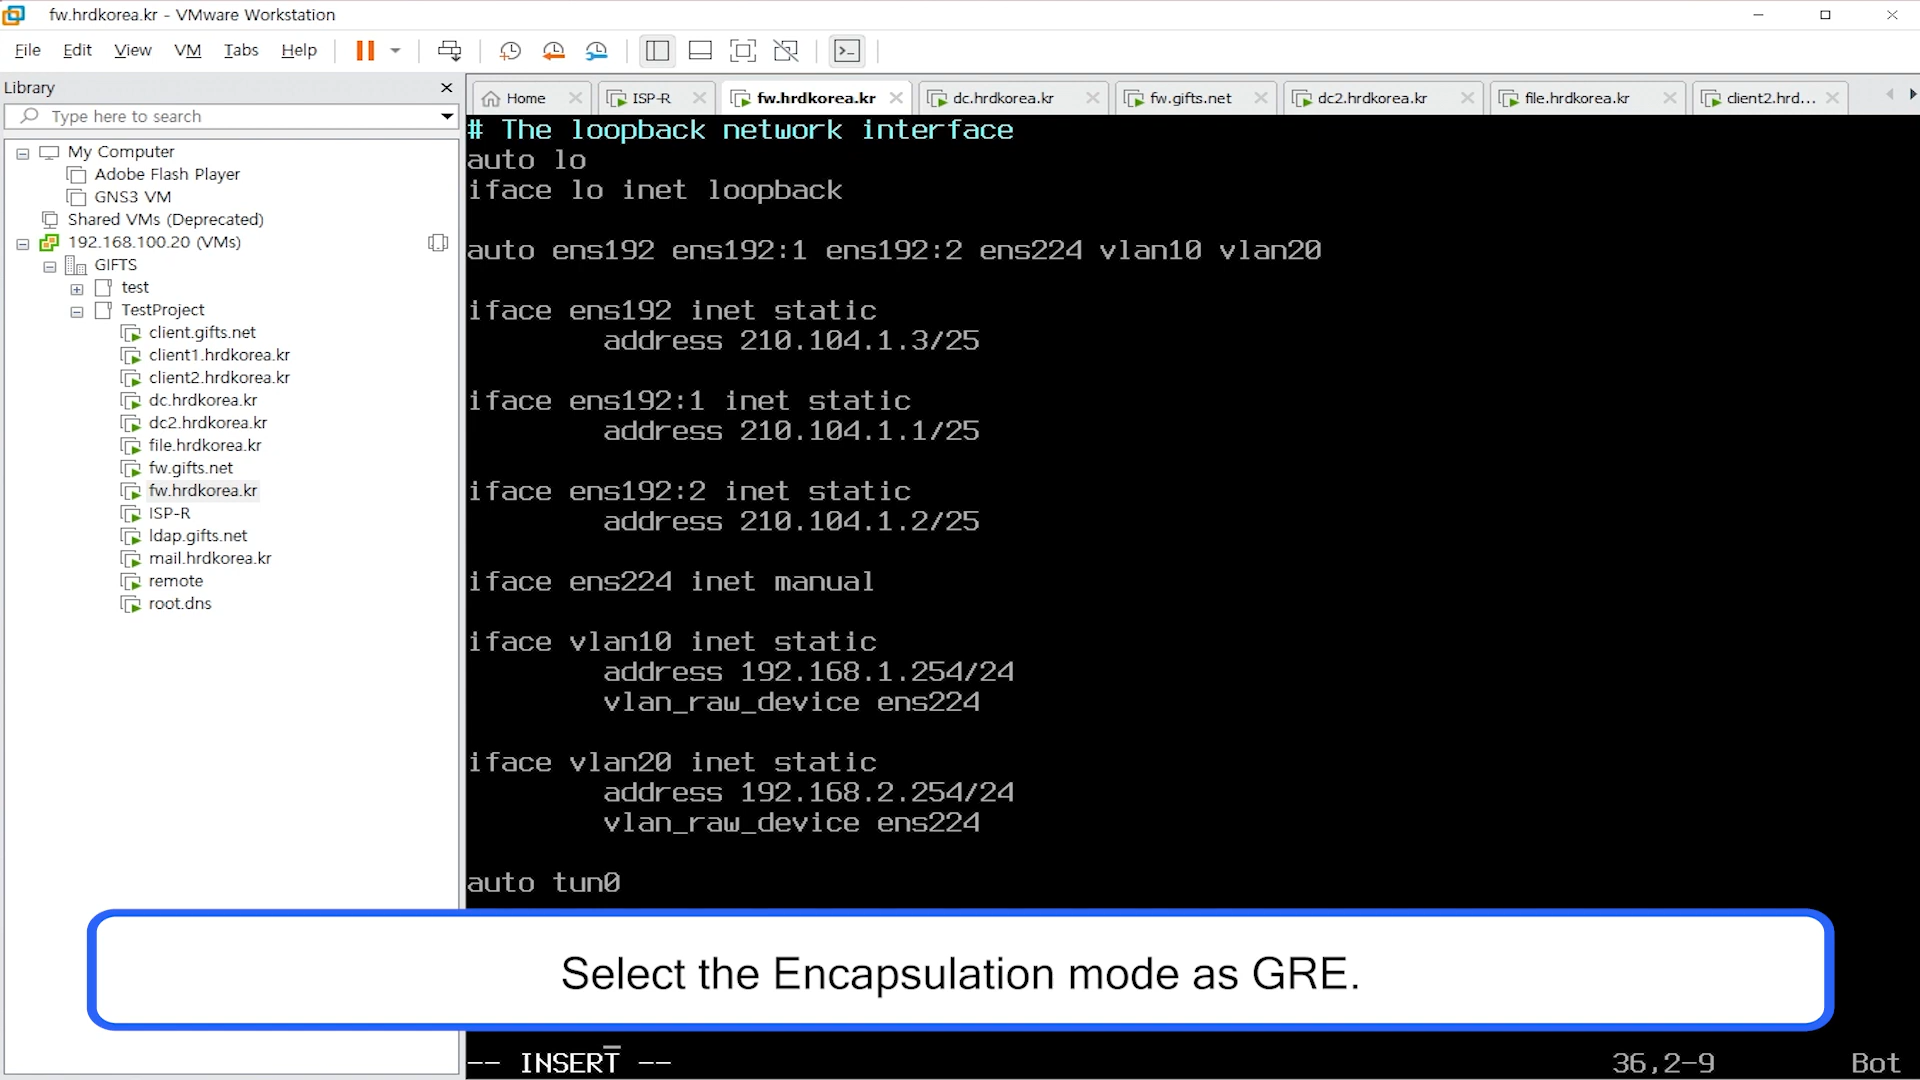 fw.hrdkorea.kr - VMware Workstation
File Edit View VM Tabs Help
Library
Type here to search
My Computer
Adobe Flash Player
GNS3 VM
Shared VMs (Deprecated)
192.168.100.20 (VMs)
GIFTS
test
TestProject
client.gifts.net
client1.hrdkorea.kr
client2.hrdkorea.kr
dc.hrdkorea.kr
dc2.hrdkorea.kr
file.hrdkorea.kr
fw.gifts.net
fw.hrdkorea.kr
ISP-R
ldap.gifts.net
mail.hrdkorea.kr
remote
root.dns
Home ISP-R fw.hrdkorea.kr dc.hrdkorea.kr fw.gifts.net dc2.hrdkorea.kr file.hrdkorea.kr client2.hrd...
# The loopback network interface
auto lo
iface lo inet loopback
auto ens192 ens192:1 ens192:2 ens224 vlan10 vlan20
iface ens192 inet static
address 210.104.1.3/25
iface ens192:1 inet static
address 210.104.1.1/25
iface ens192:2 inet static
address 210.104.1.2/25
iface ens224 inet manual
iface vlan10 inet static
address 192.168.1.254/24
vlan_raw_device ens224
iface vlan20 inet static
address 192.168.2.254/24
vlan_raw_device ens224
auto tun0
Select the Encapsulation mode as GRE.
-- INSERT -- 36,2-9 Bot